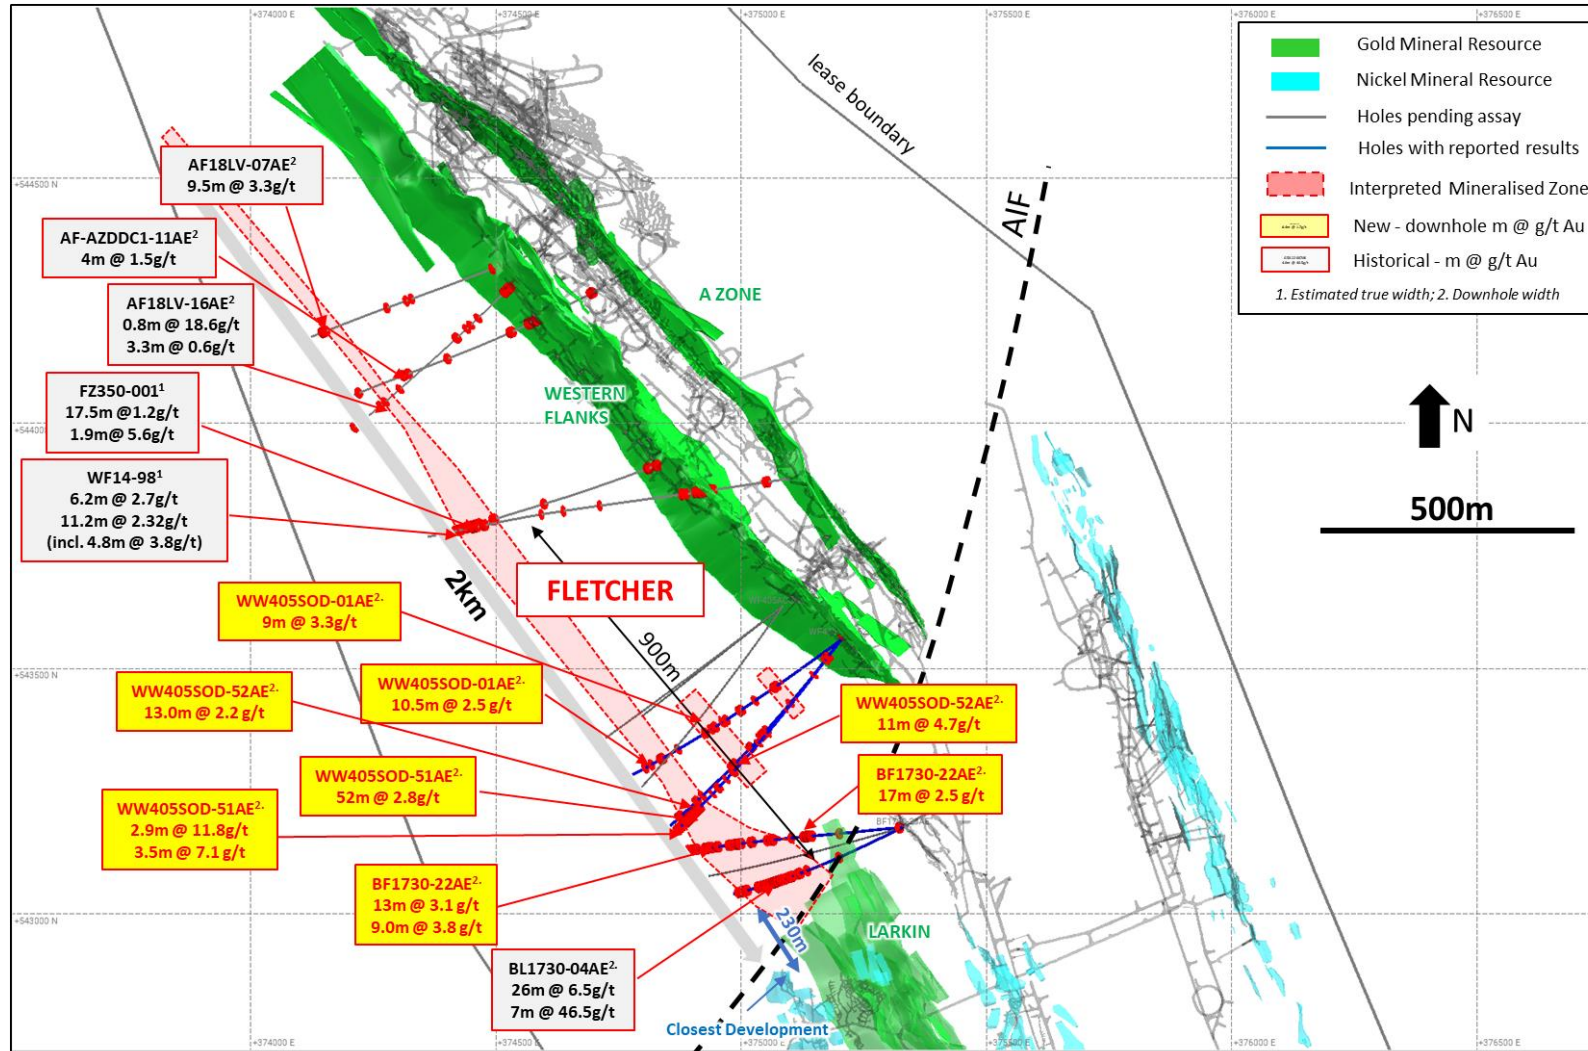 +374000 E
+374500 E
+375000 E
+375500 E
+376000 E
+376500 E
Gold Mineral Resource
Nickel Mineral Resource
Holes pending assay
Holes with reported results
Interpreted Mineralised Zone
New - downhole m @ g/t Au
Historical - m @ g/t Au
1. Estimated true width; 2. Downhole width
lease boundary
AIF
+544500 N
AF18LV-07AE2
9.5m @ 3.3g/t
AF-AZDDC1-11AE2
4m @ 1.5g/t
AF18LV-16AE2
0.8m @ 18.6g/t
3.3m @ 0.6g/t
A ZONE
WESTERN
FLANKS
FZ350-0011
17.5m @1.2g/t
1.9m@ 5.6g/t
WF14-981
6.2m @ 2.7g/t
11.2m @ 2.32g/t
(incl. 4.8m @ 3.8g/t)
N
500m
2km
FLETCHER
900m
WW405SOD-01AE2.
9m @ 3.3g/t
+543500 N
WW405SOD-52AE2.
13.0m @ 2.2 g/t
WW405SOD-01AE2.
10.5m @ 2.5 g/t
WW405SOD-52AE2.
11m @ 4.7g/t
WW405SOD-51AE2.
52m @ 2.8g/t
BF1730-22AE2.
17m @ 2.5 g/t
WW405SOD-51AE2.
2.9m @ 11.8g/t
3.5m @ 7.1 g/t
BF1730-22AE2.
13m @ 3.1 g/t
9.0m @ 3.8 g/t
+543000 N
230m
LARKIN
BL1730-04AE2.
26m @ 6.5g/t
7m @ 46.5g/t
Closest Development
+374000 E
+374500 E
+375000 E
+375500 E
+376000 E
+376500 E